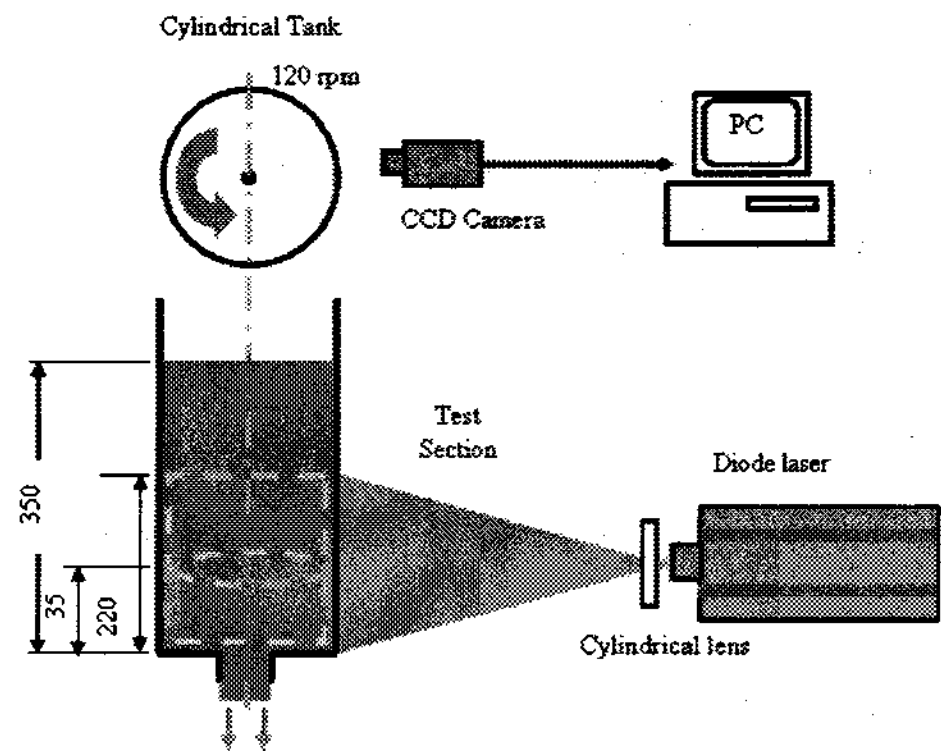 Cylindrical Tank
120 rpm
PC
CCD Camera
Test
Section
Diode laser
350
35
220
Cylindrical lens